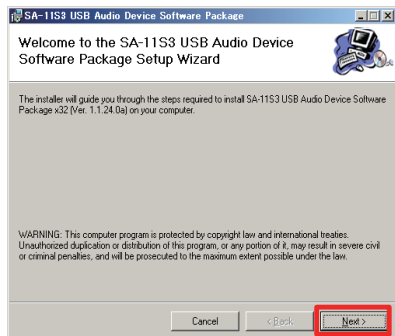 SA-11S3 USB Audio Device Software Package
Welcome to the SA-11S3 USB Audio Device
Software Package Setup Wizard
The installer will guide you through the steps required to install SA-11S3 USB Audio Device Software
Package x32 (Ver. 1.1.24.0a) on your computer.
WARNING: This computer program is protected by copyright law and international treaties.
Unauthorized duplication or distribution of this program, or any portion of it, may result in severe civil
or criminal penalties, and will be prosecuted to the maximum extent possible under the law.
Cancel < Back Next >